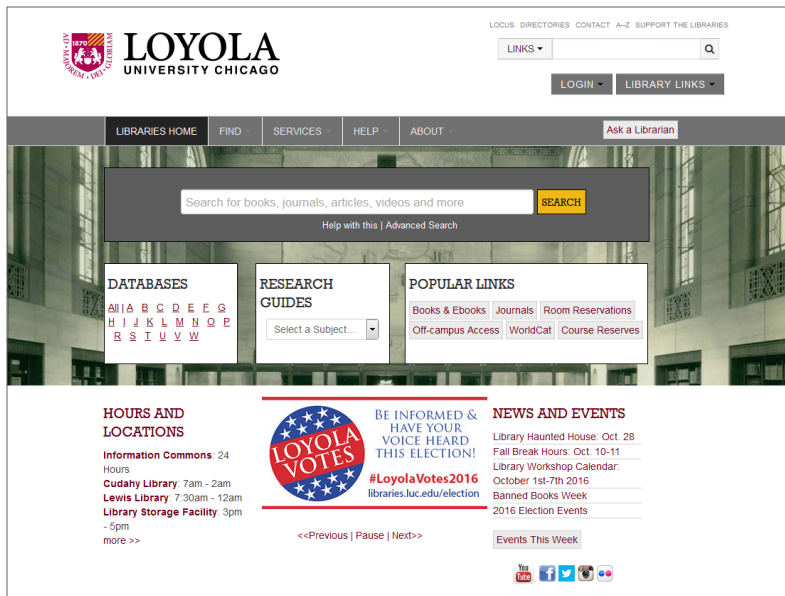 LOCUS DIRECTORIES CONTACT A–Z SUPPORT THE LIBRARIES
AD•MAJOREM•DEI•GLORIAM
1870
LOYOLA
UNIVERSITY CHICAGO
LINKS
LOGIN
LIBRARY LINKS
LIBRARIES HOME FIND SERVICES HELP ABOUT
Ask a Librarian
Search for books, journals, articles, videos and more
SEARCH
Help with this | Advanced Search
DATABASES
All | A B C D E F G
H I J K L M N O P
R S T U V W
RESEARCH
GUIDES
Select a Subject...
POPULAR LINKS
Books & Ebooks Journals Room Reservations
Off-campus Access WorldCat Course Reserves
HOURS AND
LOCATIONS
Information Commons: 24
Hours
Cudahy Library: 7am - 2am
Lewis Library: 7:30am - 12am
Library Storage Facility: 3pm
- 5pm
more >>
LOYOLA
VOTES
BE INFORMED &
HAVE YOUR
VOICE HEARD
THIS ELECTION!
#LoyolaVotes2016
libraries.luc.edu/election
<<Previous | Pause | Next>>
NEWS AND EVENTS
Library Haunted House: Oct. 28
Fall Break Hours: Oct. 10-11
Library Workshop Calendar:
October 1st-7th 2016
Banned Books Week
2016 Election Events
Events This Week
You
Tube